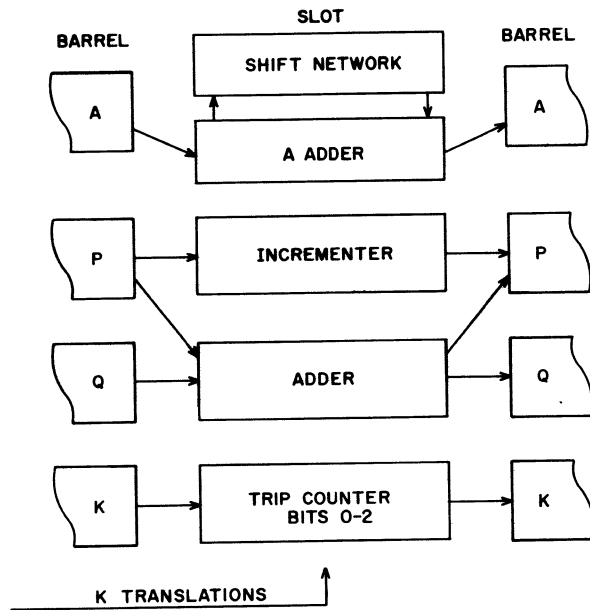 SLOT
BARREL
BARREL
SHIFT NETWORK
A
A
A ADDER
P
INCREMENTER
P
Q
ADDER
Q
K
TRIP COUNTER
BITS 0-2
K
K TRANSLATIONS